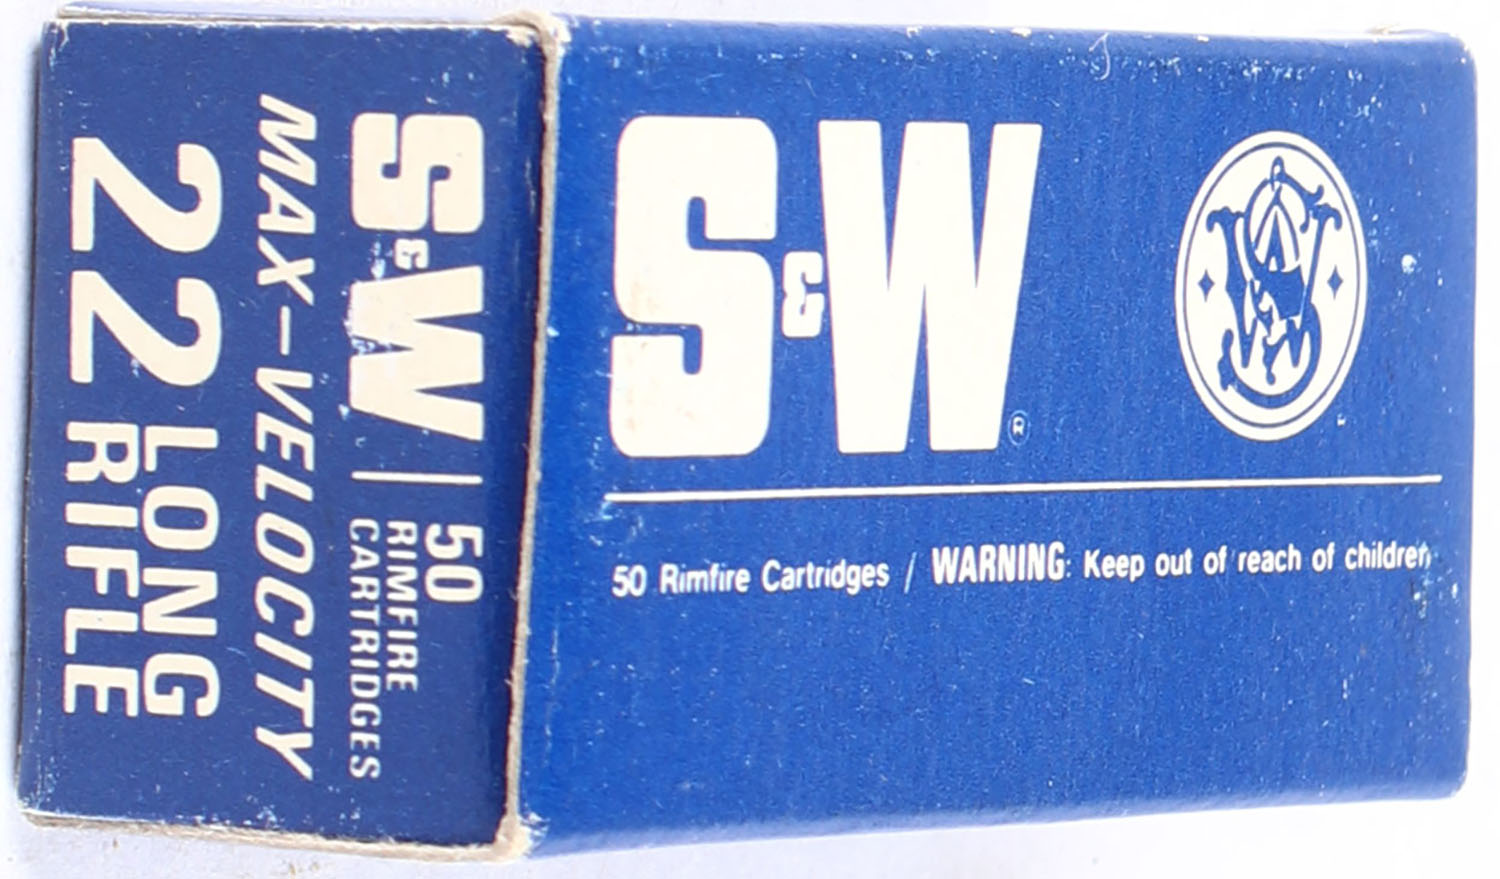 S&W®
50 Rimfire Cartridges / WARNING: Keep out of reach of children
S&W | 50
RIMFIRE
CARTRIDGES
MAX-VELOCITY
22 LONG
RIFLE